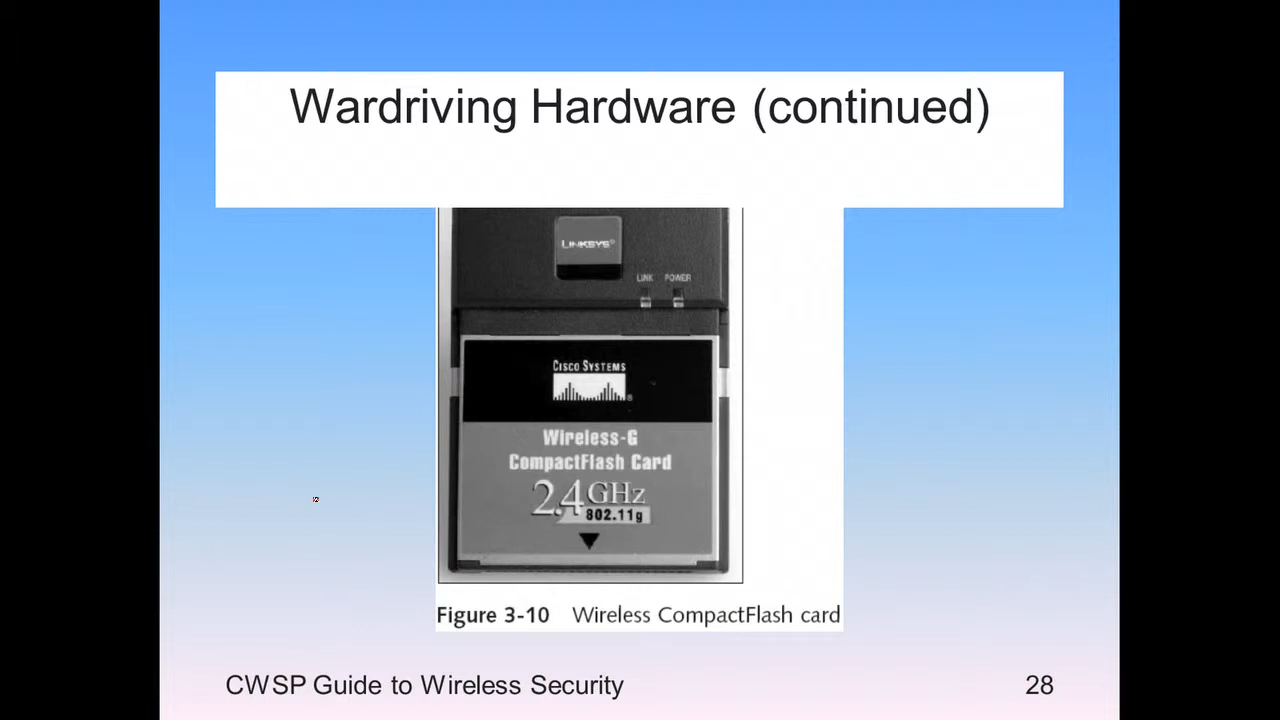 Wardriving Hardware (continued)
LINKSYS®
LINK POWER
CISCO SYSTEMS
®
Wireless-G
CompactFlash Card
2.4GHz
802.11g
Figure 3-10 Wireless CompactFlash card
CWSP Guide to Wireless Security 28